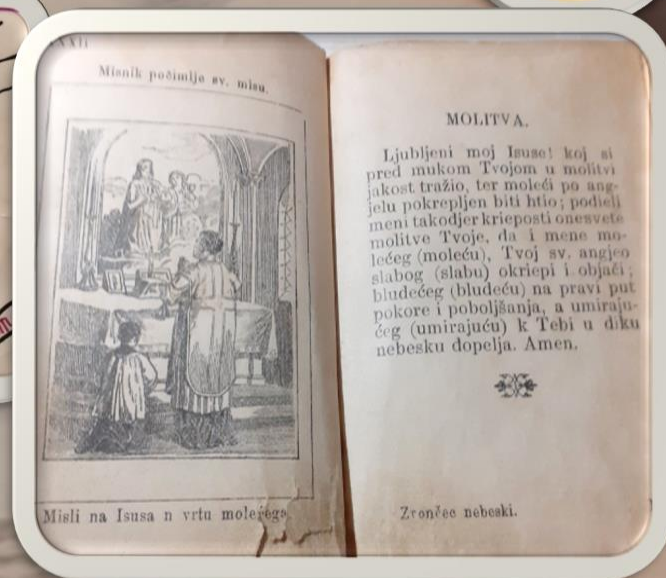 Misnik počimlje sv. misu.
Misli na Isusa n vrtu molećega
MOLITVA.
Ljubljeni moj Isuse! koj si
pred mukom Tvojom u molitvi
jakost tražio, ter moleći po ang-
jelu pokrepljen biti htio; podieli
meni takodjer krieposti onesvete
molitve Tvoje, da i mene mo-
lećeg (moleću), Tvoj sv. angjeo
slabog (slabu) okriepi i objači;
bludećeg (bludeću) na pravi put
pokore i poboljšanja, a umiraju-
ćeg (umirajuću) k Tebi u diku
nebesku dopelja. Amen.
Zvončec nebeski.